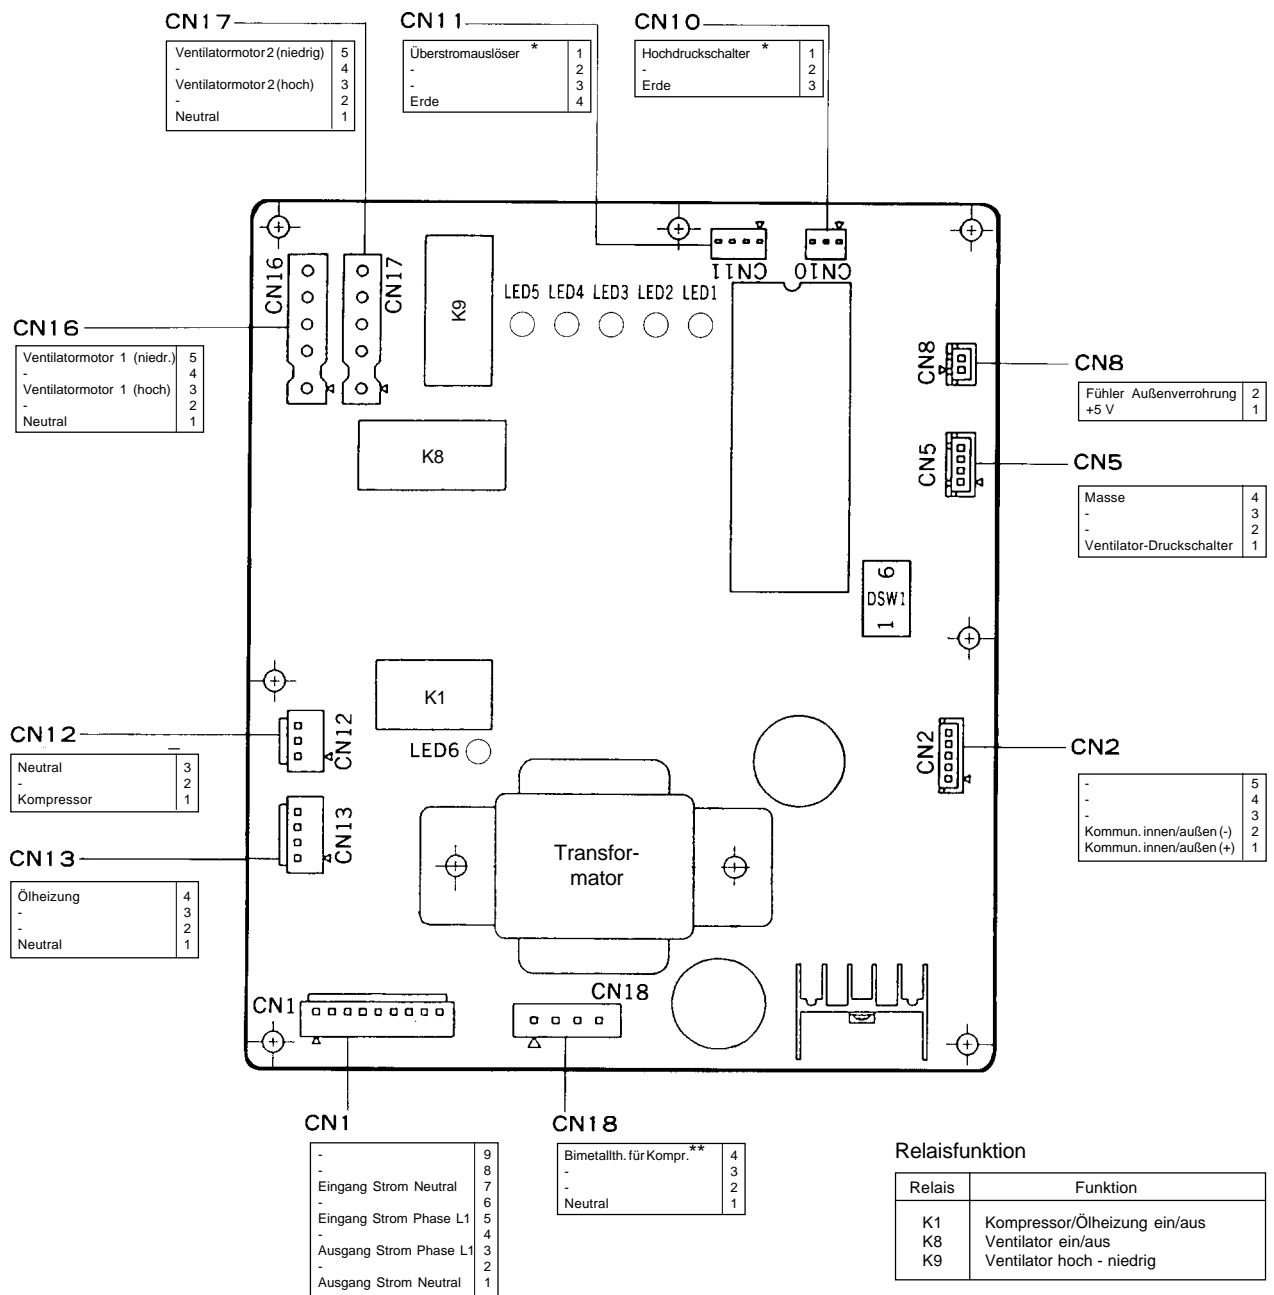 CN17
Ventilatormotor 2 (niedrig) 5
- 4
Ventilatormotor 2 (hoch) 3
- 2
Neutral 1
CN11
Überstromauslöser * 1
- 2
- 3
Erde 4
CN10
Hochdruckschalter * 1
- 2
Erde 3
CN16
CN17
K9
CN11
CN10
LED5 LED4 LED3 LED2 LED1
CN16
Ventilatormotor 1 (niedr.) 5
- 4
Ventilatormotor 1 (hoch) 3
- 2
Neutral 1
CN8
CN8
Fühler Außenverrohrung 2
+5 V 1
K8
CN5
CN5
Masse 4
- 3
- 2
Ventilator-Druckschalter 1
1 6
DSW1
K1
LED6
CN12
CN12
Neutral 3
- 2
Kompressor 1
CN2
CN2
- 5
- 4
- 3
Kommun. innen/außen (-) 2
Kommun. innen/außen (+) 1
CN13
CN13
Ölheizung 4
- 3
- 2
Neutral 1
Transfor-
mator
CN1
CN18
CN1
- 9
- 8
Eingang Strom Neutral 7
- 6
Eingang Strom Phase L1 5
- 4
Ausgang Strom Phase L1 3
- 2
Ausgang Strom Neutral 1
CN18
Bimetallth. für Kompr.** 4
- 3
- 2
Neutral 1
Relaisfunktion
Relais Funktion
K1 Kompressor/Ölheizung ein/aus
K8 Ventilator ein/aus
K9 Ventilator hoch - niedrig